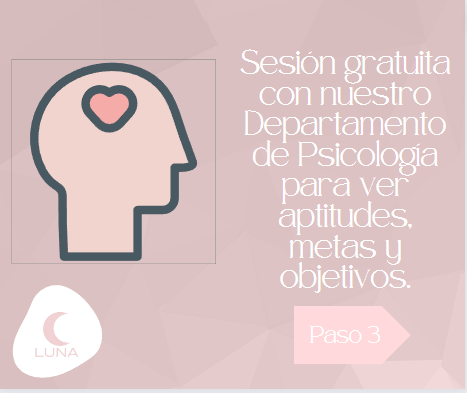 Sesión gratuita
con nuestro
Departamento
de Psicología
para ver
aptitudes,
metas y
objetivos.
Paso 3
LUNA